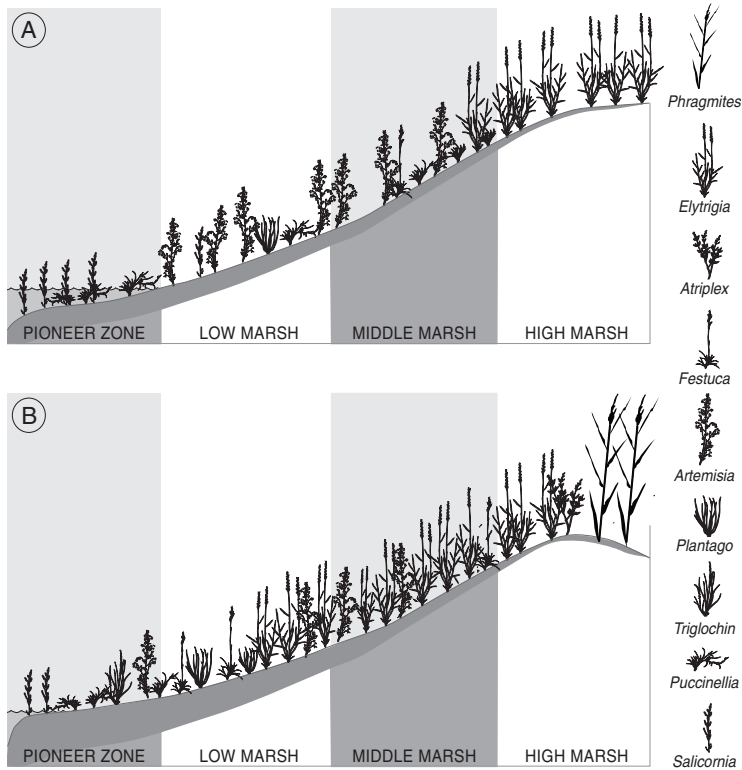 A
PIONEER ZONE
LOW MARSH
MIDDLE MARSH
HIGH MARSH
B
PIONEER ZONE
LOW MARSH
MIDDLE MARSH
HIGH MARSH
Phragmites
Elytrigia
Atriplex
Festuca
Artemisia
Plantago
Triglochin
Puccinellia
Salicornia